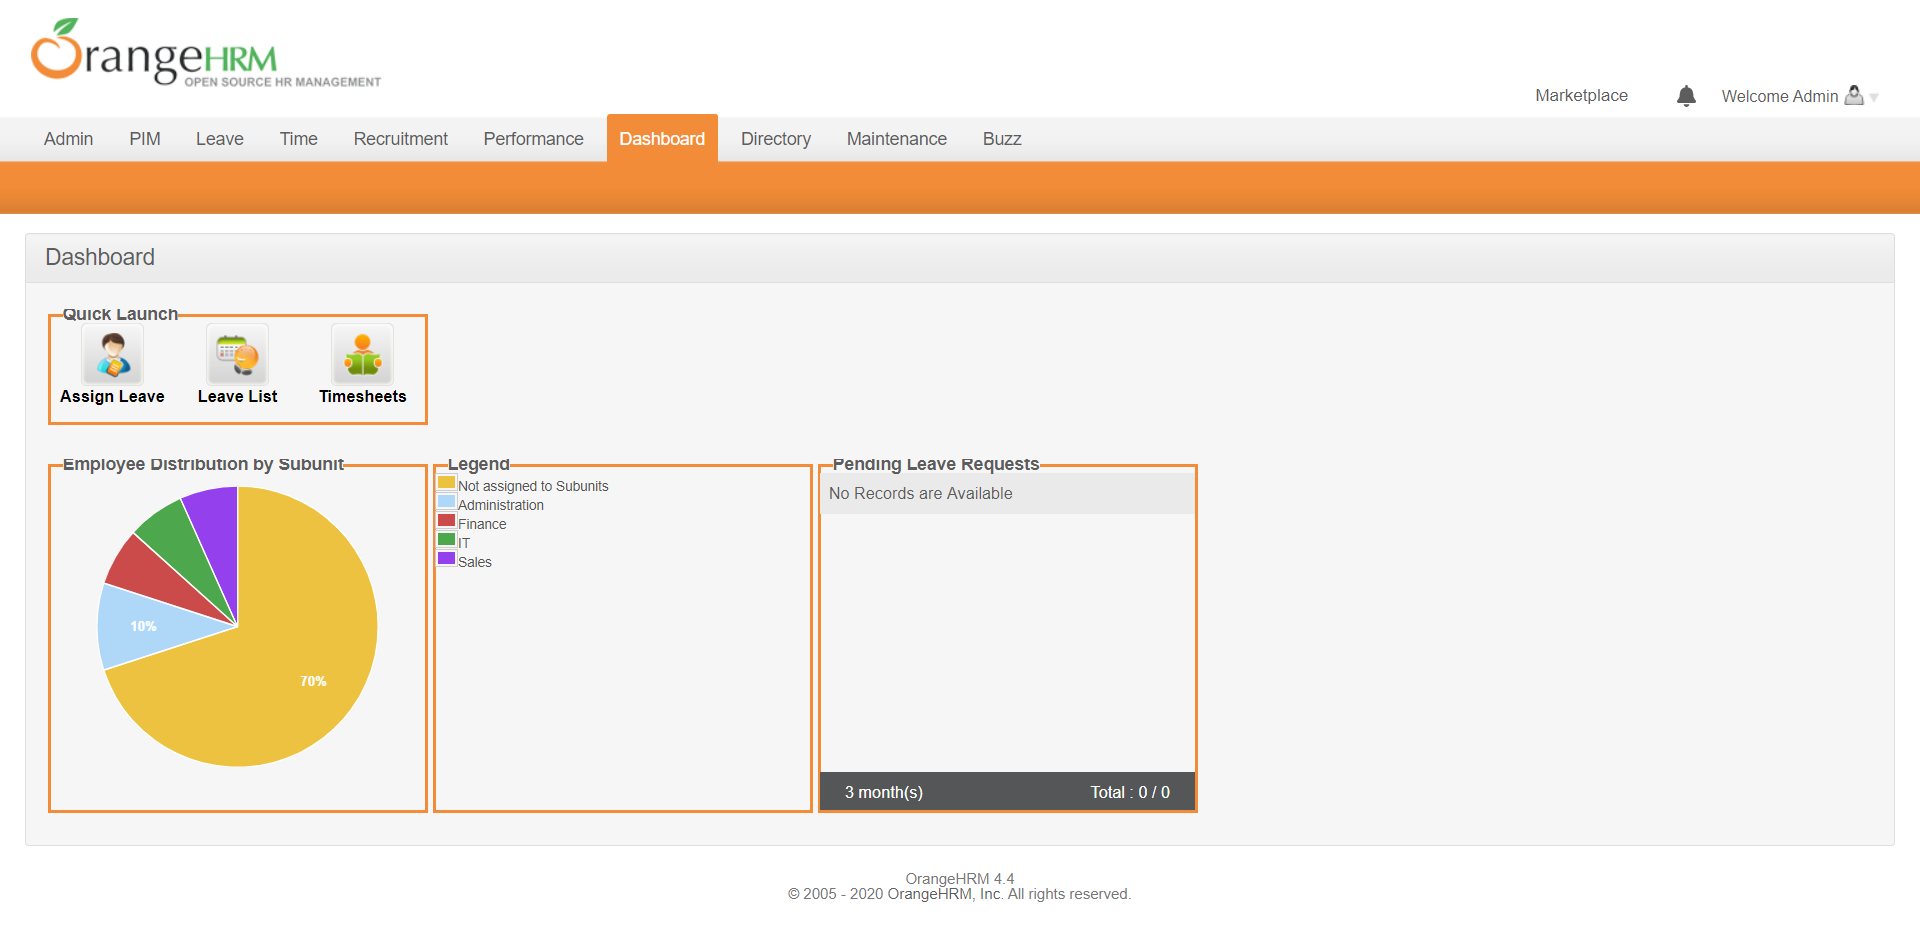 OrangeHRM
OPEN SOURCE HR MANAGEMENT
Marketplace
Welcome Admin
Admin PIM Leave Time Recruitment Performance Dashboard Directory Maintenance Buzz
Dashboard
Quick Launch
Assign Leave Leave List Timesheets
Employee Distribution by Subunit
10%
70%
Legend
Not assigned to Subunits
Administration
Finance
IT
Sales
Pending Leave Requests
No Records are Available
3 month(s) Total : 0 / 0
OrangeHRM 4.4
© 2005 - 2020 OrangeHRM, Inc. All rights reserved.